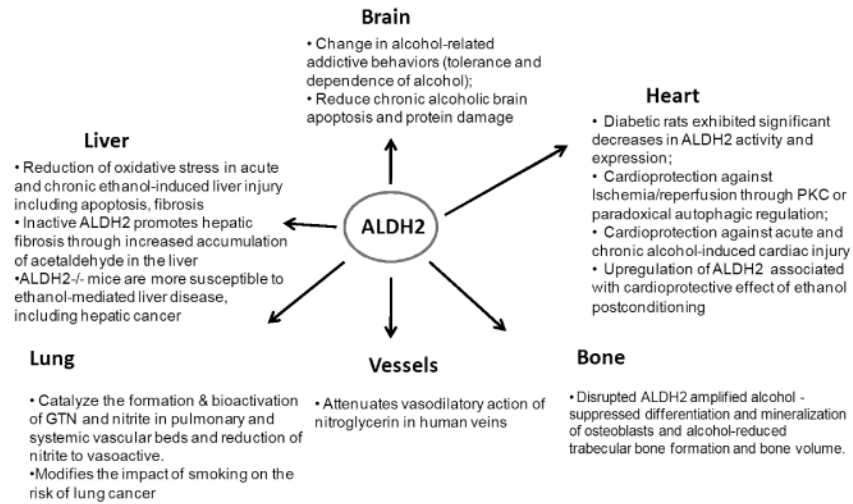 Brain
• Change in alcohol-related
addictive behaviors (tolerance and
dependence of alcohol);
• Reduce chronic alcoholic brain
apoptosis and protein damage
Heart
• Diabetic rats exhibited significant
decreases in ALDH2 activity and
expression;
• Cardioprotection against
Ischemia/reperfusion through PKC or
paradoxical autophagic regulation;
• Cardioprotection against acute and
chronic alcohol-induced cardiac injury
• Upregulation of ALDH2 associated
with cardioprotective effect of ethanol
postconditioning
Liver
• Reduction of oxidative stress in acute
and chronic ethanol-induced liver injury
including apoptosis, fibrosis
• Inactive ALDH2 promotes hepatic
fibrosis through increased accumulation
of acetaldehyde in the liver
•ALDH2-/- mice are more susceptible to
ethanol-mediated liver disease,
including hepatic cancer
ALDH2
Lung
• Catalyze the formation & bioactivation
of GTN and nitrite in pulmonary and
systemic vascular beds and reduction of
nitrite to vasoactive.
•Modifies the impact of smoking on the
risk of lung cancer
Vessels
• Attenuates vasodilatory action of
nitroglycerin in human veins
Bone
• Disrupted ALDH2 amplified alcohol -
suppressed differentiation and mineralization
of osteoblasts and alcohol-reduced
trabecular bone formation and bone volume.